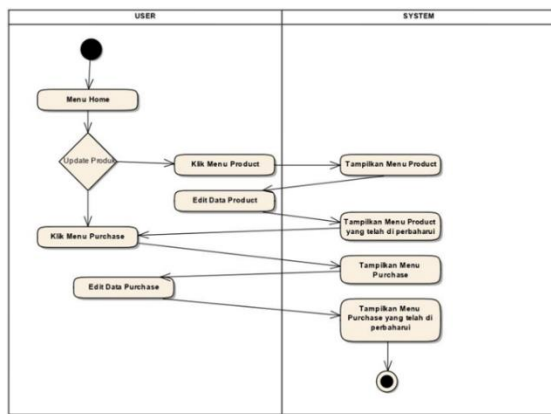 USER
SYSTEM
Menu Home
Update Produk
Klik Menu Product
Tampilkan Menu Product
Edit Data Product
Tampilkan Menu Product
yang telah di perbaharui
Klik Menu Purchase
Tampilkan Menu
Purchase
Edit Data Purchase
Tampilkan Menu
Purchase yang telah di
perbaharui